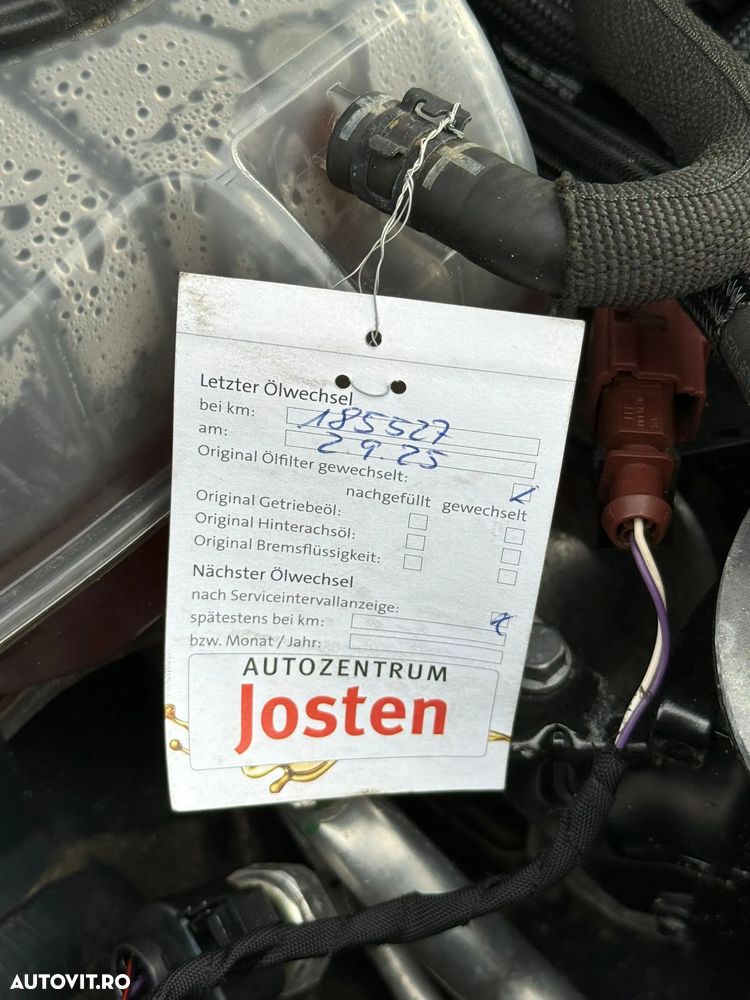 Letzter Ölwechsel
bei km: 185527
am: 2.9.25
Original Ölfilter gewechselt:
nachgefüllt gewechselt
Original Getriebeöl:
Original Hinterachsöl:
Original Bremsflüssigkeit:
Nächster Ölwechsel
nach Serviceintervallanzeige:
spätestens bei km:
bzw. Monat / Jahr:
AUTOZENTRUM
Josten
AUTOVIT.RO